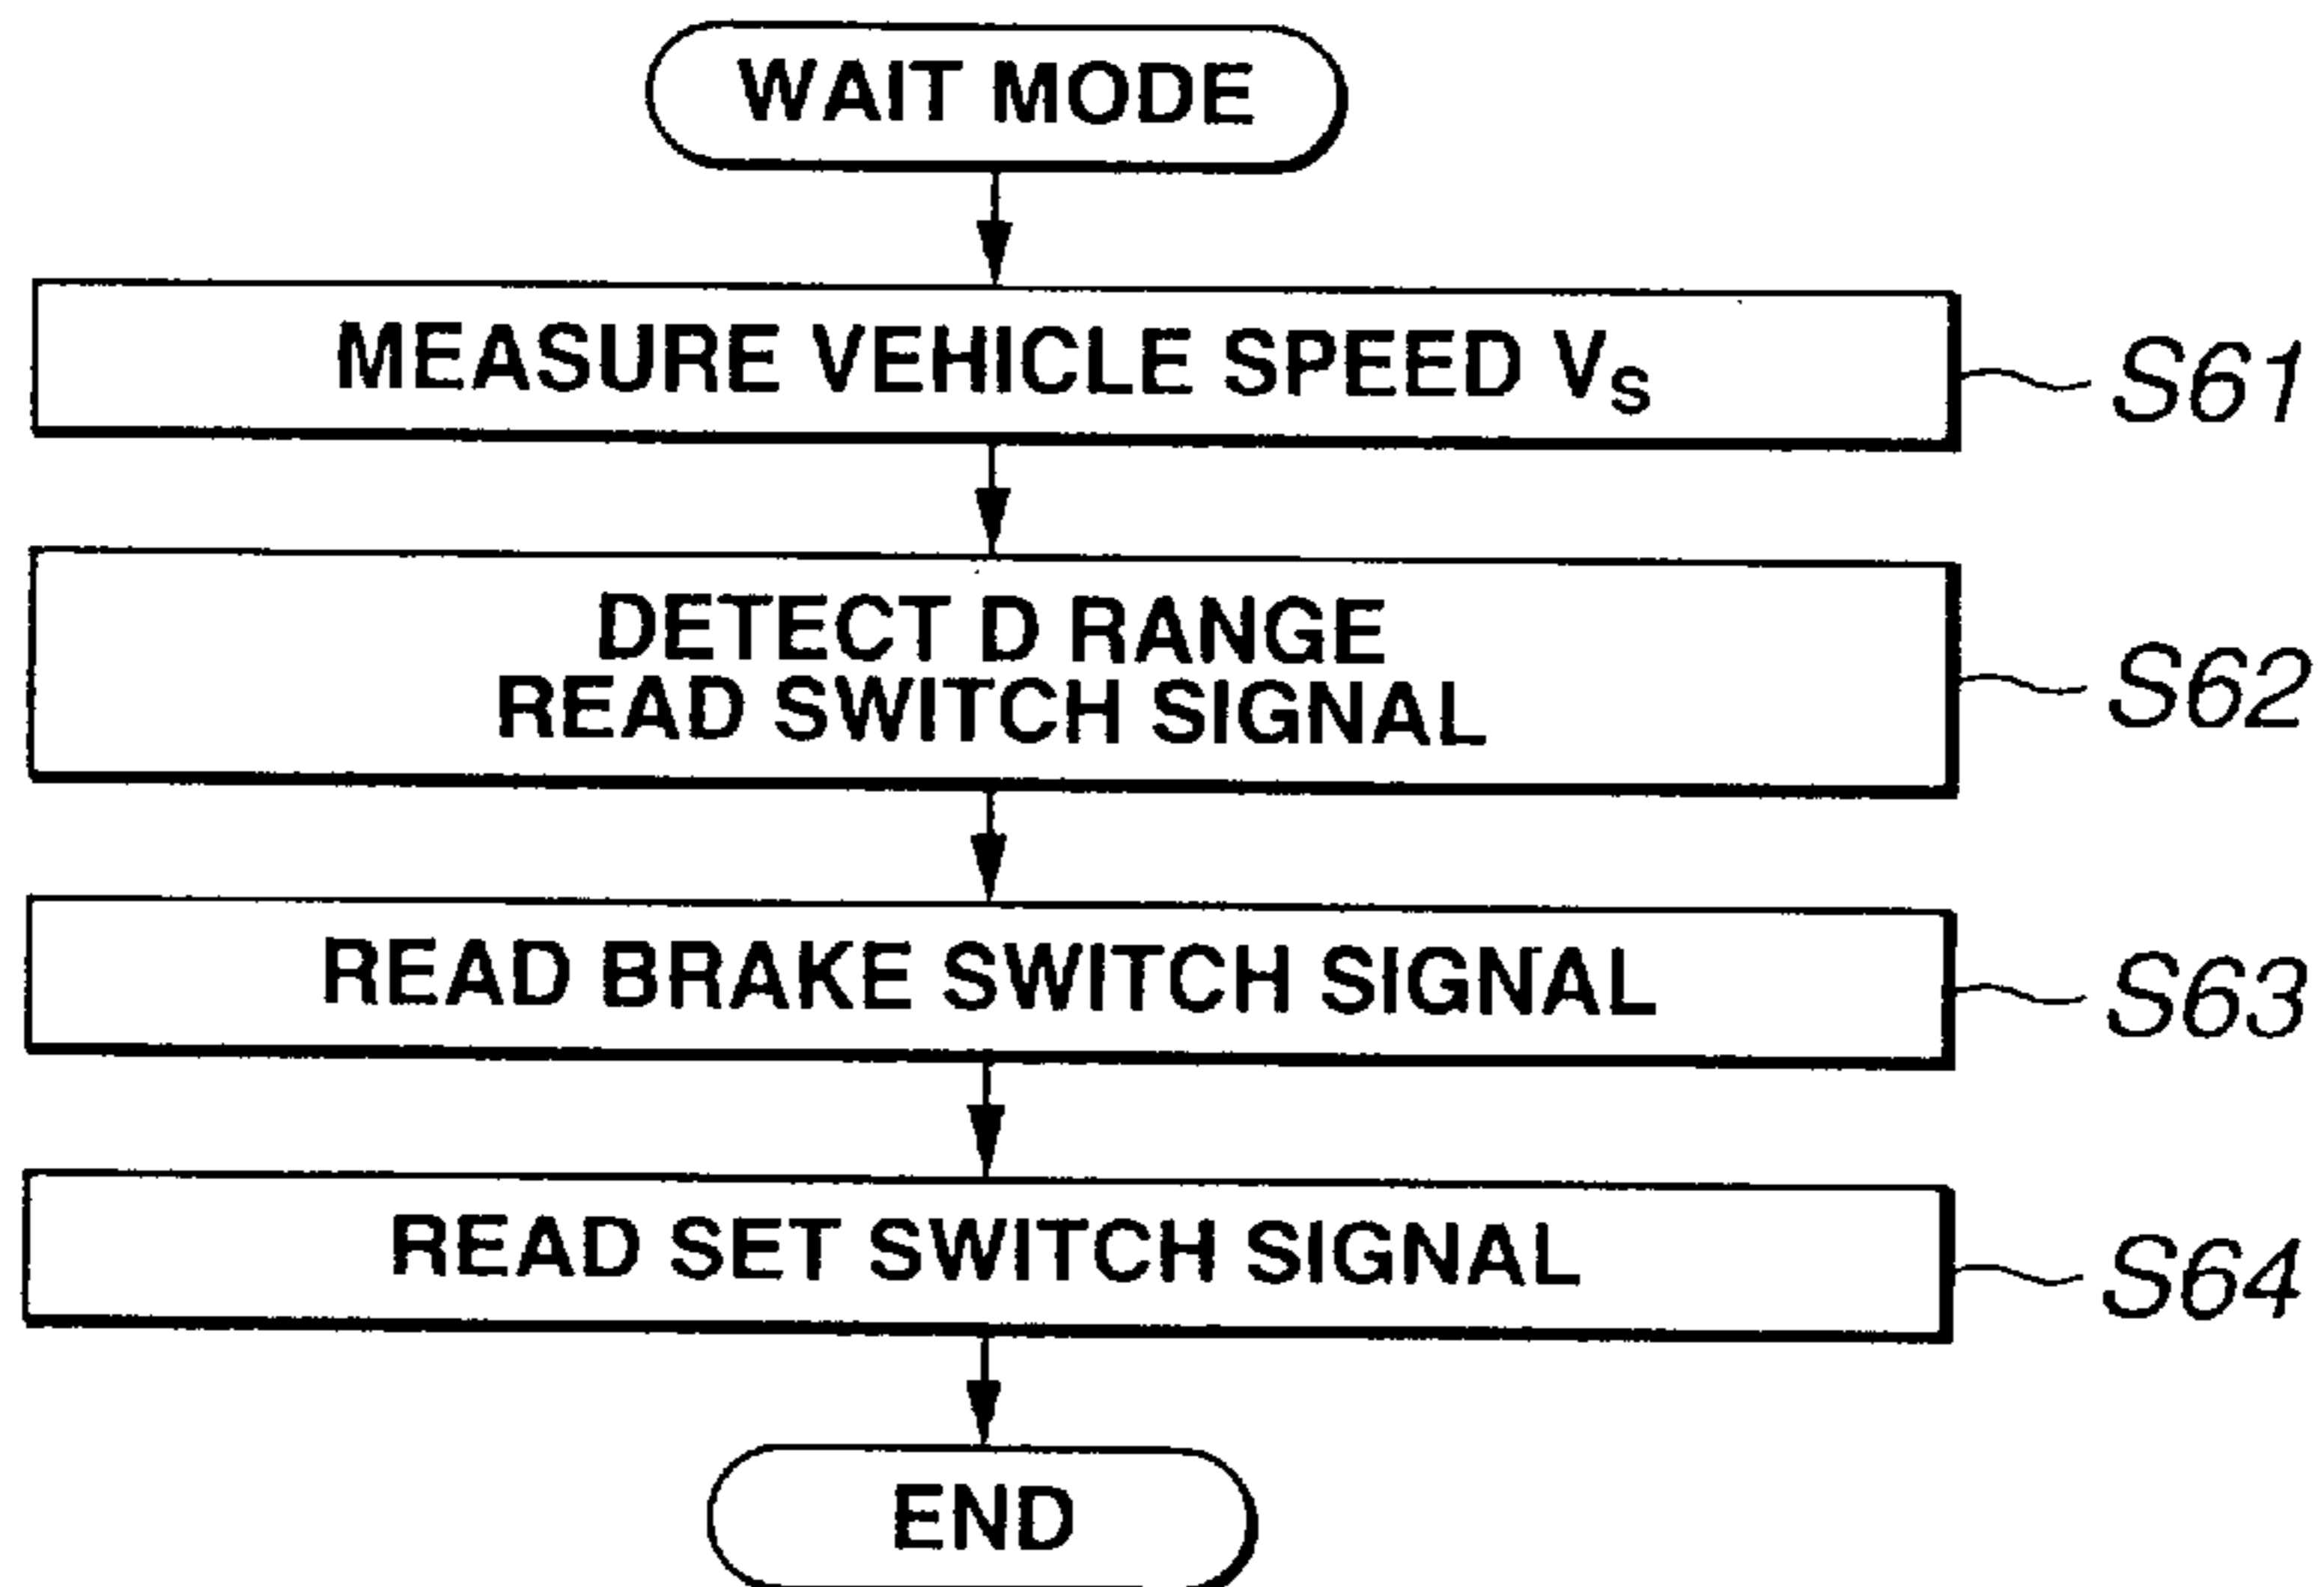 WAIT MODE
MEASURE VEHICLE SPEED VS
S61
DETECT D RANGE
READ SWITCH SIGNAL
S62
READ BRAKE SWITCH SIGNAL
S63
READ SET SWITCH SIGNAL
S64
END